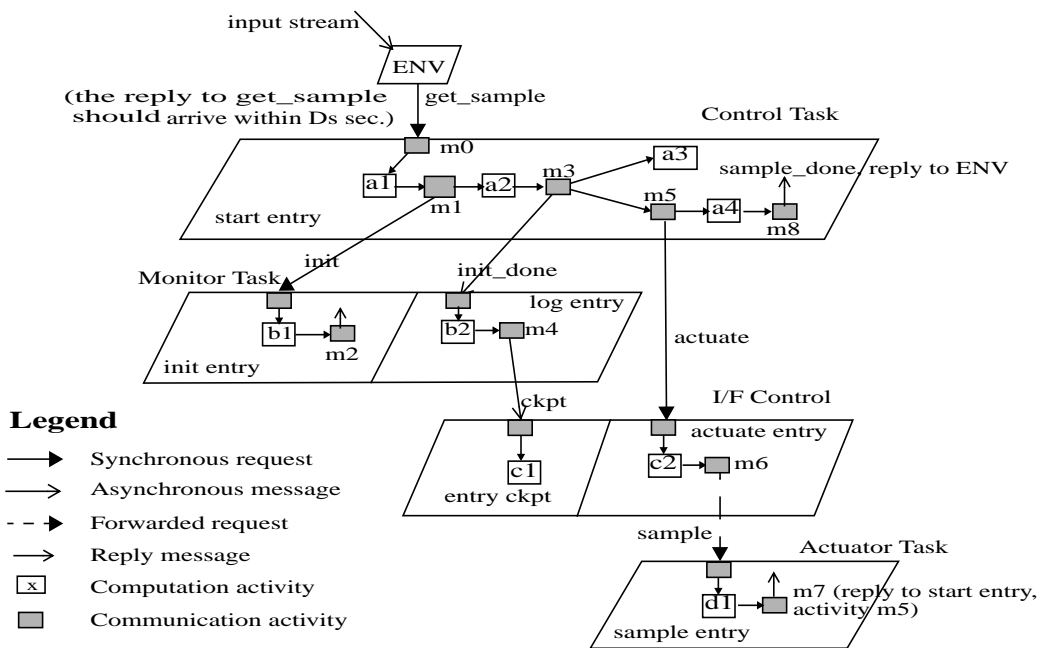 input stream
ENV
(the reply to get_sample
should arrive within Ds sec.)
get_sample
Control Task
m0
a1
m1
a2
m3
a3
sample_done, reply to ENV
m5
a4
m8
start entry
init
Monitor Task
init_done
log entry
b1
m2
b2
m4
init entry
actuate
ckpt
I/F Control
actuate entry
c1
c2
m6
entry ckpt
sample
Actuator Task
d1
m7 (reply to start entry,
activity m5)
sample entry
Legend
Synchronous request
Asynchronous message
Forwarded request
Reply message
x
Computation activity
Communication activity